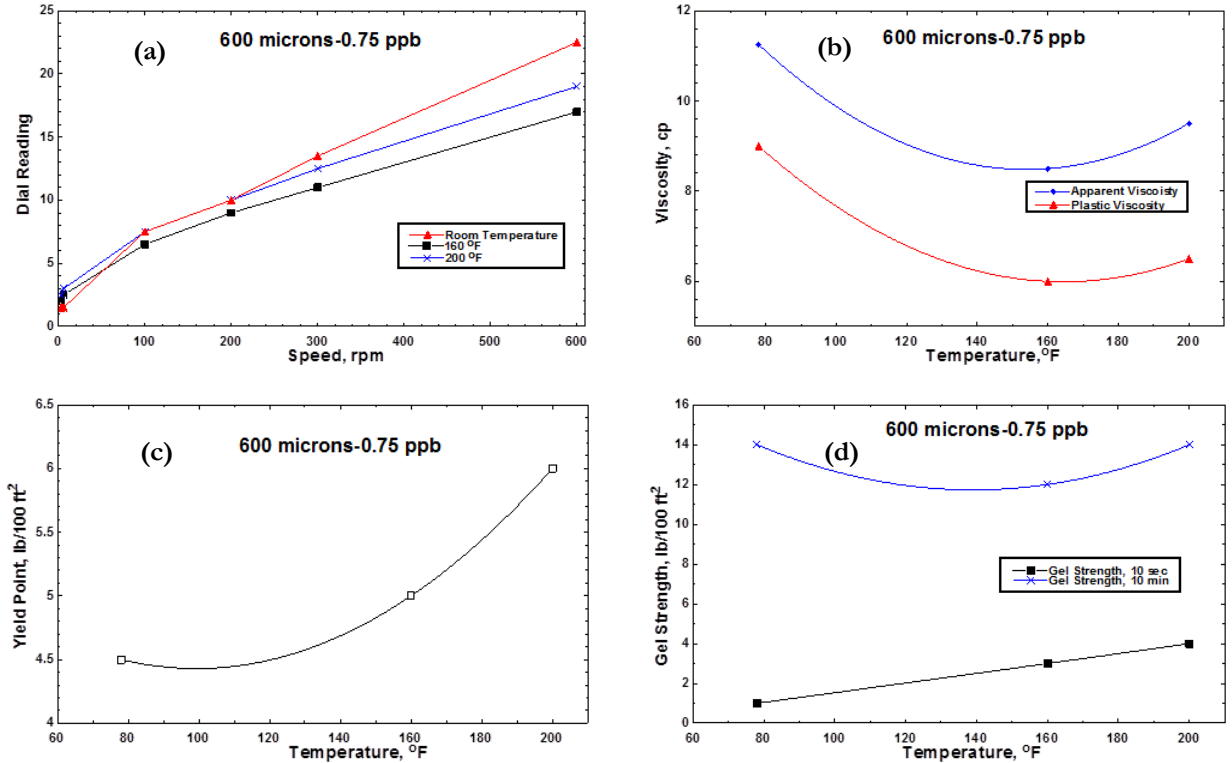 (a)
600 microns-0.75 ppb
25
20
15
10
5
0
Dial Reading
Room Temperature
160 ºF
200 ºF
0
100
200
300
400
500
600
Speed, rpm
(b)
600 microns-0.75 ppb
12
10
8
6
Viscosity, cp
Apparent Viscoisty
Plastic Viscosity
60
80
100
120
140
160
180
200
Temperature,ºF
(c)
600 microns-0.75 ppb
6.5
6
5.5
5
4.5
4
Yield Point, lb/100 ft²
60
80
100
120
140
160
180
200
Temperature, ºF
(d)
600 microns-0.75 ppb
16
14
12
10
8
6
4
2
0
Gel Strength, lb/100 ft²
Gel Strength, 10 sec
Gel Strength, 10 min
60
80
100
120
140
160
180
200
Temperature, ºF